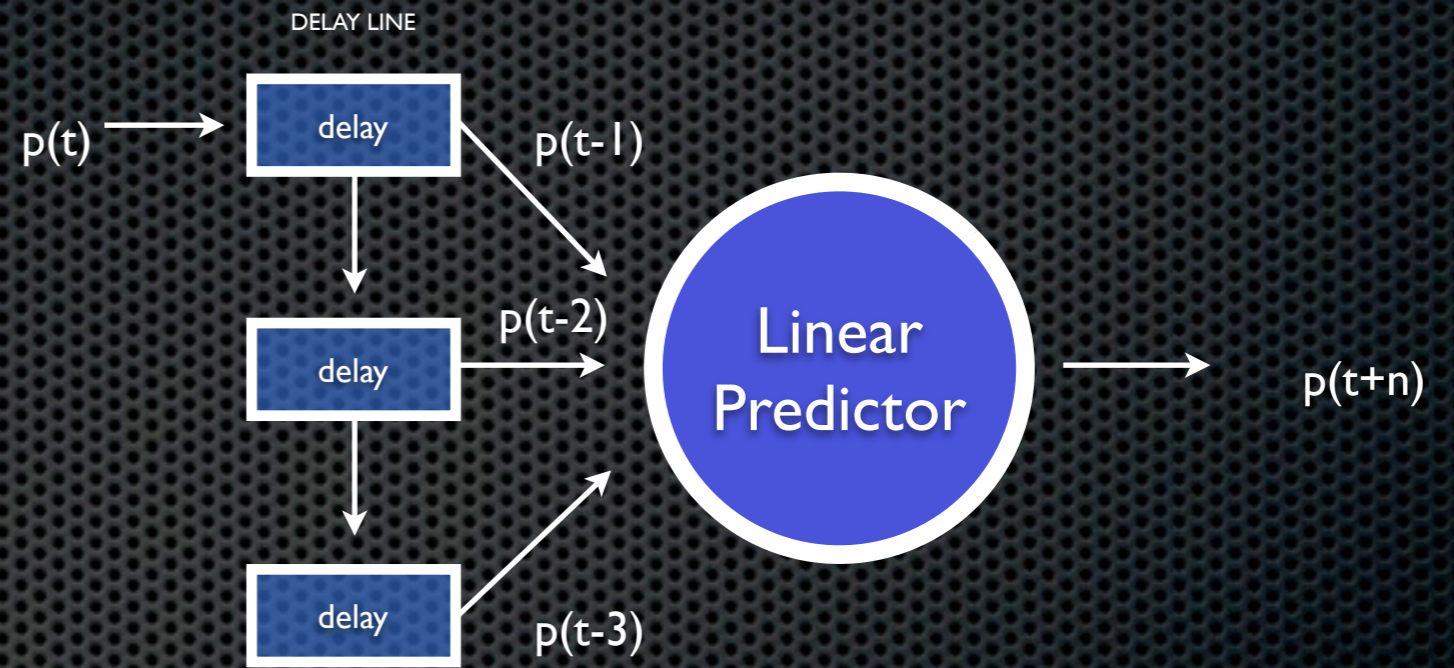 DELAY LINE
p(t)
delay
p(t-1)
delay
p(t-2)
delay
p(t-3)
Linear
Predictor
p(t+n)